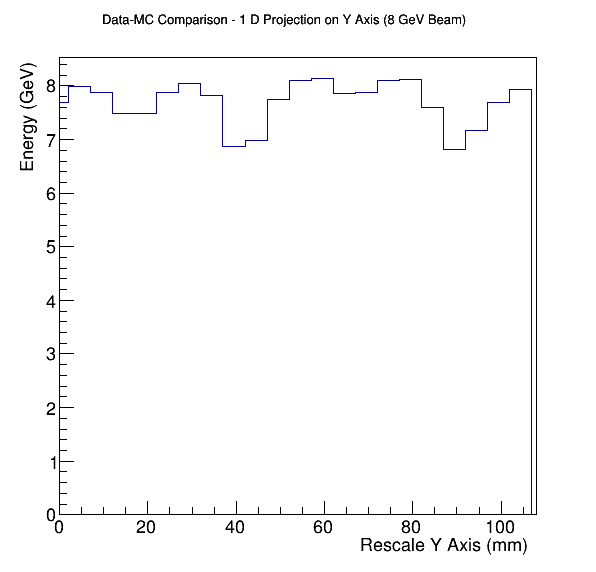 Data-MC Comparison - 1 D Projection on Y Axis (8 GeV Beam)
Energy (GeV)
8
7
6
5
4
3
2
1
0
0 20 40 60 80 100
Rescale Y Axis (mm)